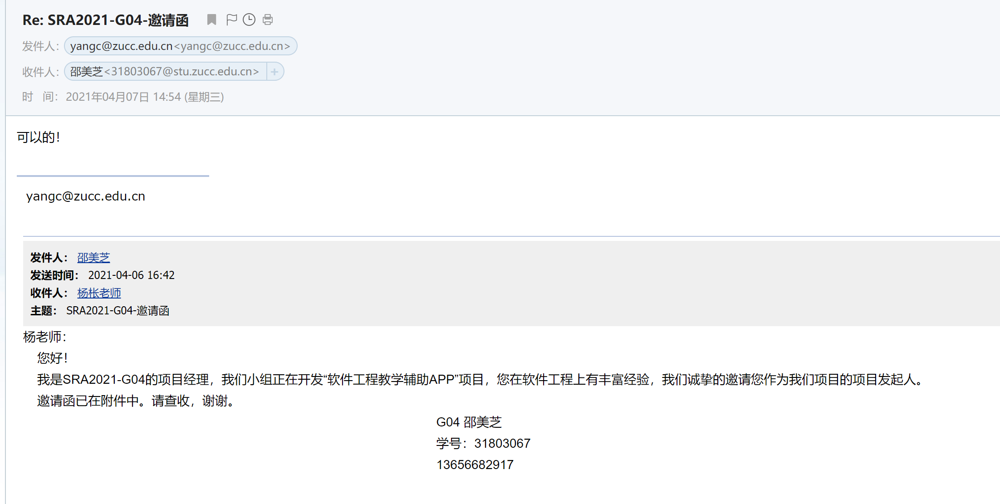 Re: SRA2021-G04-邀请函
发件人：yangc@zucc.edu.cn<yangc@zucc.edu.cn>
收件人：邵美芝<31803067@stu.zucc.edu.cn> +
时 间：2021年04月07日 14:54 (星期三)
可以的！
yangc@zucc.edu.cn
发件人： 邵美芝
发送时间： 2021-04-06 16:42
收件人： 杨枨老师
主题： SRA2021-G04-邀请函
杨老师：
您好！
我是SRA2021-G04的项目经理，我们小组正在开发“软件工程教学辅助APP”项目，您在软件工程上有丰富经验，我们诚挚的邀请您作为我们项目的项目发起人。
邀请函已在附件中。请查收，谢谢。
G04 邵美芝
学号：31803067
13656682917